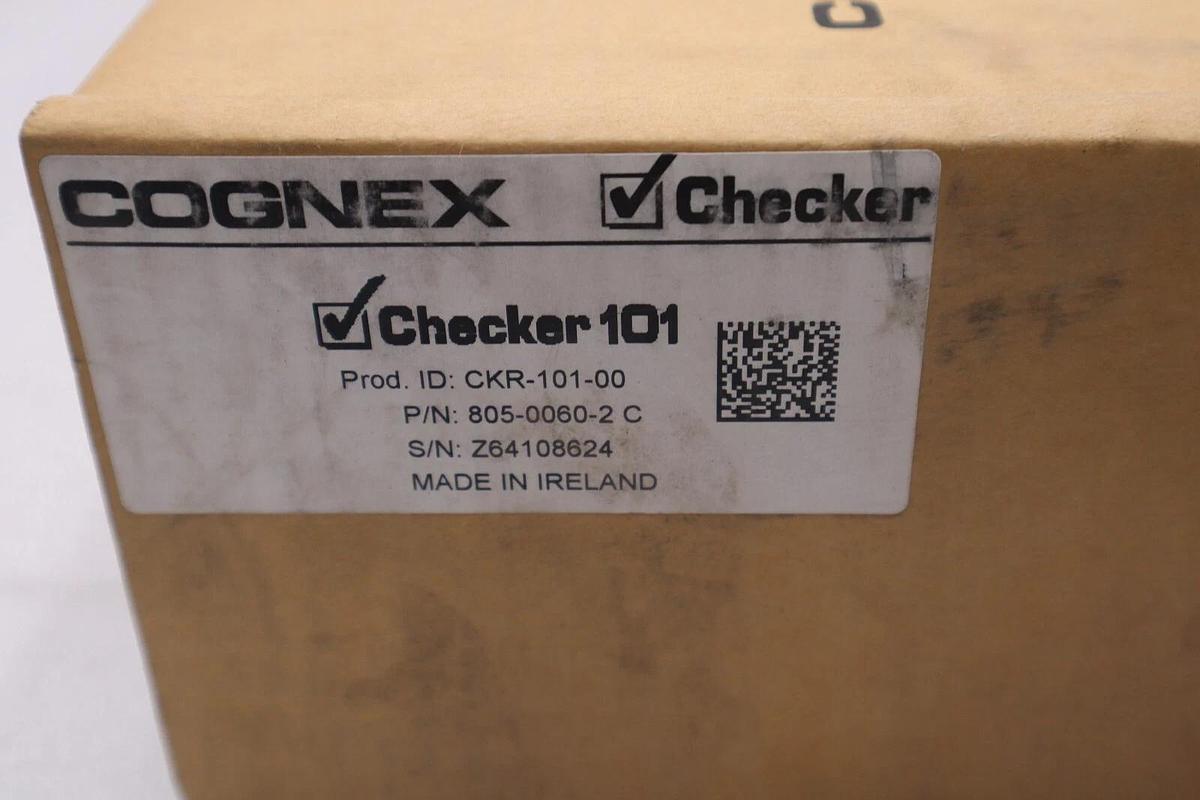 COGNEX Checker
Checker 101
Prod. ID: CKR-101-00
P/N: 805-0060-2 C
S/N: Z64108624
MADE IN IRELAND